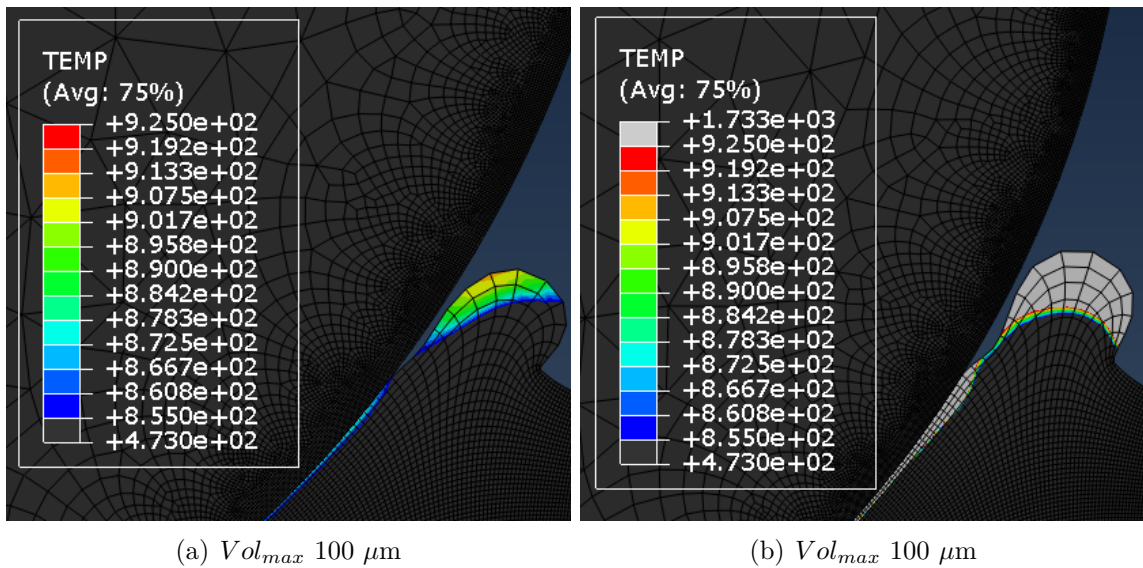 TEMP
(Avg: 75%)
+9.250e+02
+9.192e+02
+9.133e+02
+9.075e+02
+9.017e+02
+8.958e+02
+8.900e+02
+8.842e+02
+8.783e+02
+8.725e+02
+8.667e+02
+8.608e+02
+8.550e+02
+4.730e+02
TEMP
(Avg: 75%)
+1.733e+03
+9.250e+02
+9.192e+02
+9.133e+02
+9.075e+02
+9.017e+02
+8.958e+02
+8.900e+02
+8.842e+02
+8.783e+02
+8.725e+02
+8.667e+02
+8.608e+02
+8.550e+02
+4.730e+02
(a) Vol_max 100 μm
(b) Vol_max 100 μm